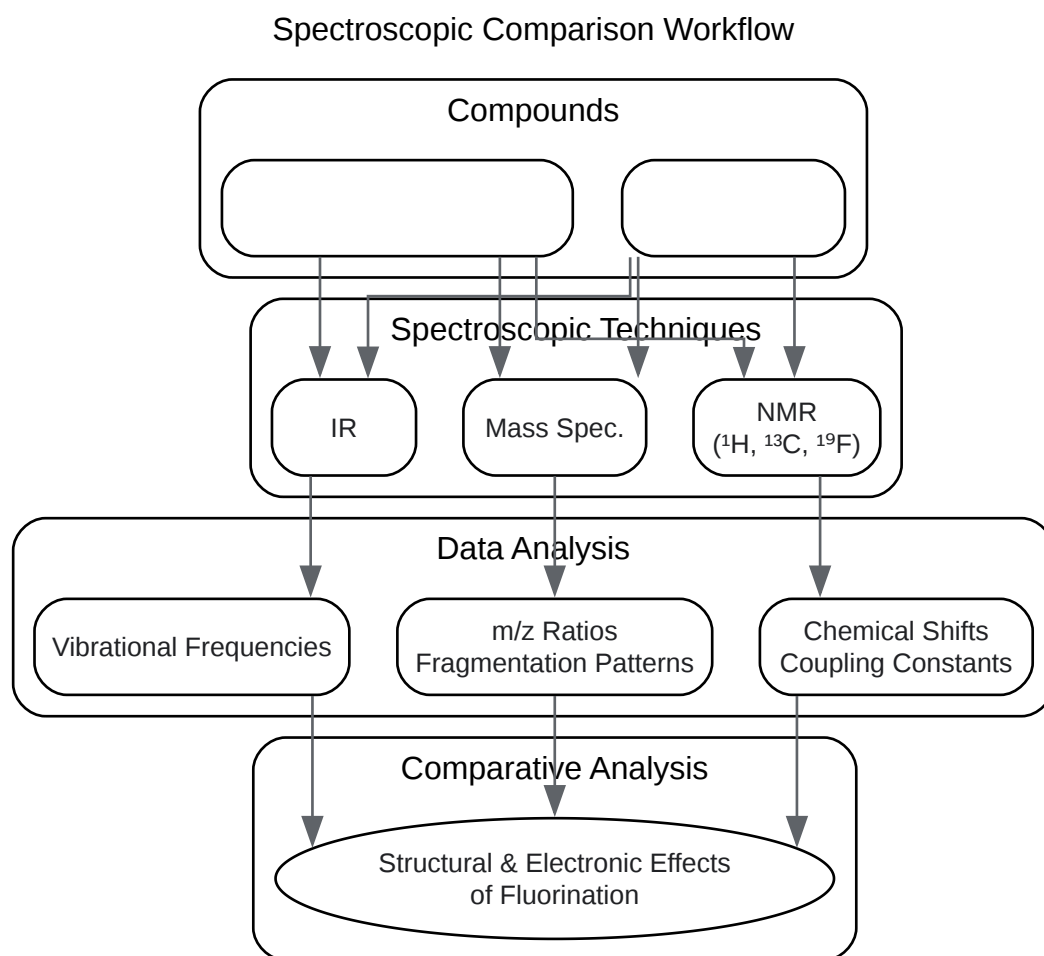 Spectroscopic Comparison Workflow
Compounds
Spectroscopic Techniques
IR
Mass Spec.
NMR
(¹H, ¹³C, ¹⁹F)
Data Analysis
Vibrational Frequencies
m/z Ratios
Fragmentation Patterns
Chemical Shifts
Coupling Constants
Comparative Analysis
Structural & Electronic Effects
of Fluorination